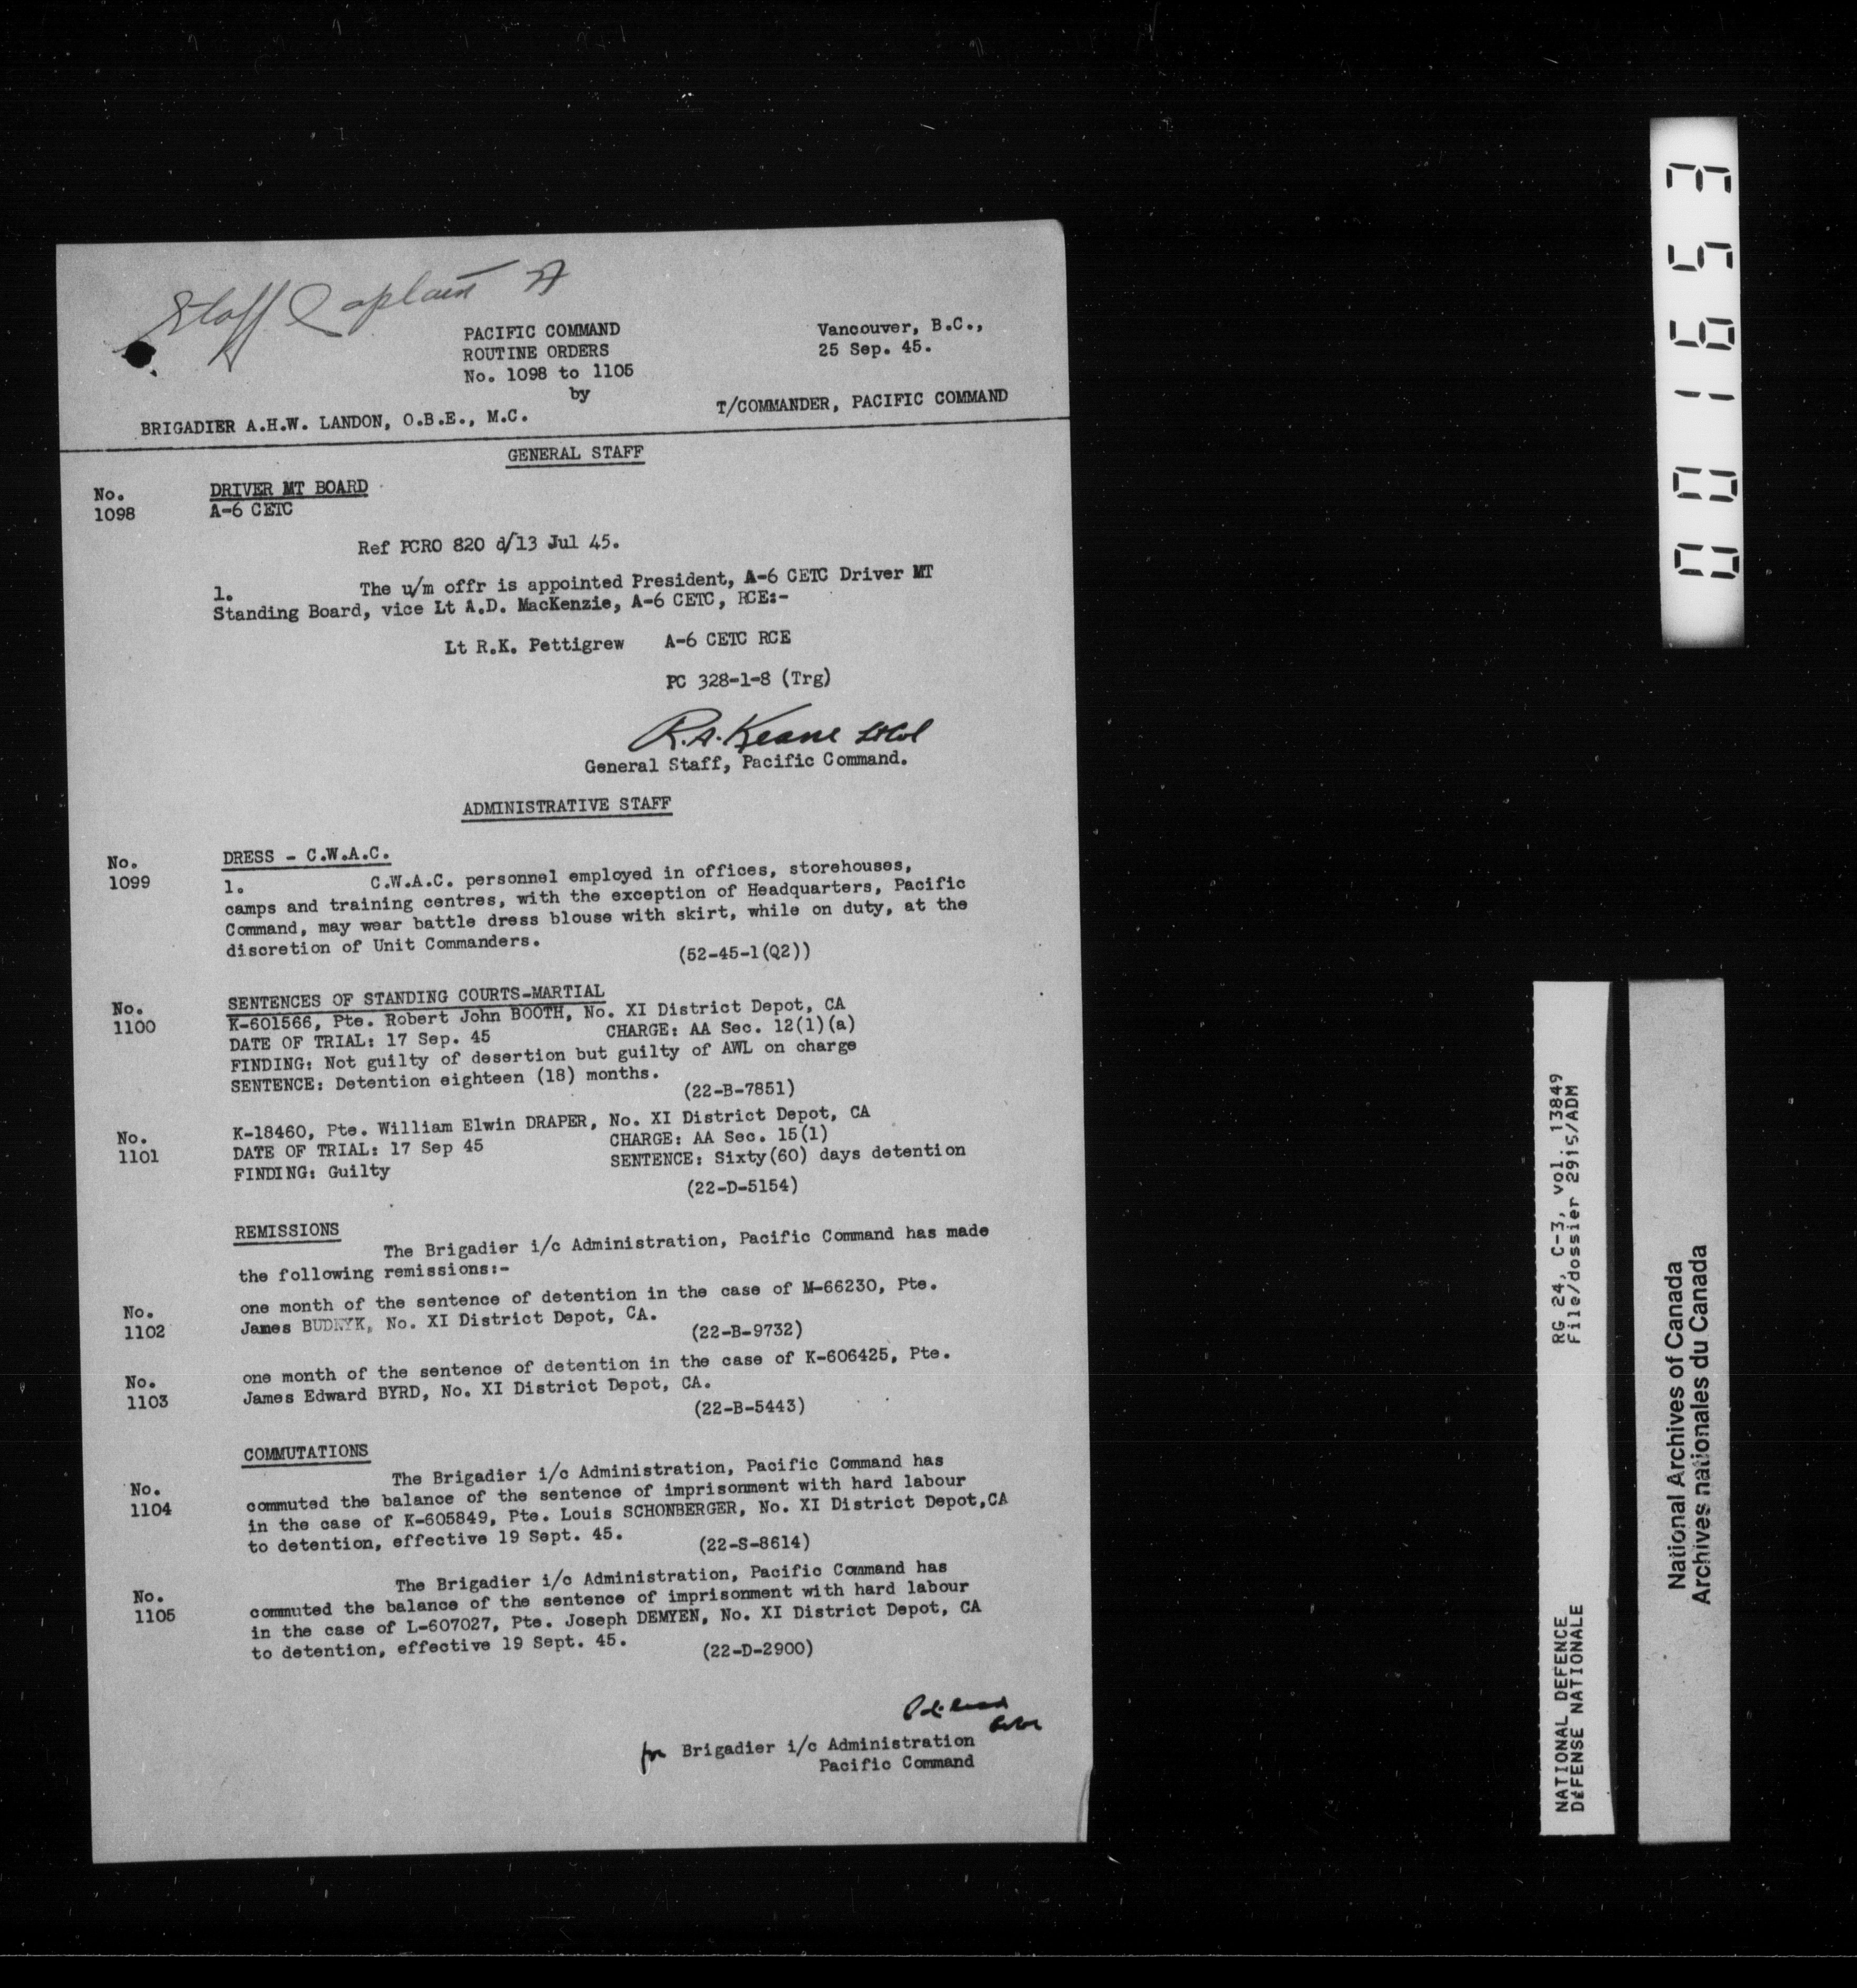 Staff Captain A
PACIFIC COMMAND
ROUTINE ORDERS
No. 1098 to 1105
by
Vancouver, B.C.,
25 Sep. 45.
BRIGADIER A.H.W. LANDON, O.B.E., M.C.
T/COMMANDER, PACIFIC COMMAND
GENERAL STAFF
No.
1098
DRIVER MT BOARD
A-6 CETC
Ref PCRO 820 d/13 Jul 45.
1. The u/m offr is appointed President, A-6 CETC Driver MT
Standing Board, vice Lt A.D. MacKenzie, A-6 CETC, RCE:-
Lt R.K. Pettigrew A-6 CETC RCE
PC 328-1-8 (Trg)
R.A. Keane Lt Col
General Staff, Pacific Command.
ADMINISTRATIVE STAFF
No.
1099
DRESS - C.W.A.C.
1. C.W.A.C. personnel employed in offices, storehouses,
camps and training centres, with the exception of Headquarters, Pacific
Command, may wear battle dress blouse with skirt, while on duty, at the
discretion of Unit Commanders.
(52-45-1(Q2))
No.
1100
SENTENCES OF STANDING COURTS-MARTIAL
K-601566, Pte. Robert John BOOTH, No. XI District Depot, CA
DATE OF TRIAL: 17 Sep. 45 CHARGE: AA Sec. 12(1)(a)
FINDING: Not guilty of desertion but guilty of AWL on charge
SENTENCE: Detention eighteen (18) months.
(22-B-7851)
No.
1101
K-18460, Pte. William Elwin DRAPER, No. XI District Depot, CA
DATE OF TRIAL: 17 Sep 45 CHARGE: AA Sec. 15(1)
FINDING: Guilty SENTENCE: Sixty(60) days detention
(22-D-5154)
REMISSIONS
The Brigadier i/c Administration, Pacific Command has made
the following remissions:-
No.
1102
one month of the sentence of detention in the case of M-66230, Pte.
James BUDNYK, No. XI District Depot, CA.
(22-B-9732)
No.
1103
one month of the sentence of detention in the case of K-606425, Pte.
James Edward BYRD, No. XI District Depot, CA.
(22-B-5443)
COMMUTATIONS
No.
1104
The Brigadier i/c Administration, Pacific Command has
commuted the balance of the sentence of imprisonment with hard labour
in the case of K-605849, Pte. Louis SCHONBERGER, No. XI District Depot,CA
to detention, effective 19 Sept. 45.
(22-S-8614)
No.
1105
The Brigadier i/c Administration, Pacific Command has
commuted the balance of the sentence of imprisonment with hard labour
in the case of L-607027, Pte. Joseph DEMYEN, No. XI District Depot, CA
to detention, effective 19 Sept. 45.
(22-D-2900)
for Brigadier i/c Administration
Pacific Command
001653
NATIONAL DEFENCE
DÉFENSE NATIONALE
RG 24, C-3, vol. 13849
File/dossier 2915/ADM
National Archives of Canada
Archives nationales du Canada